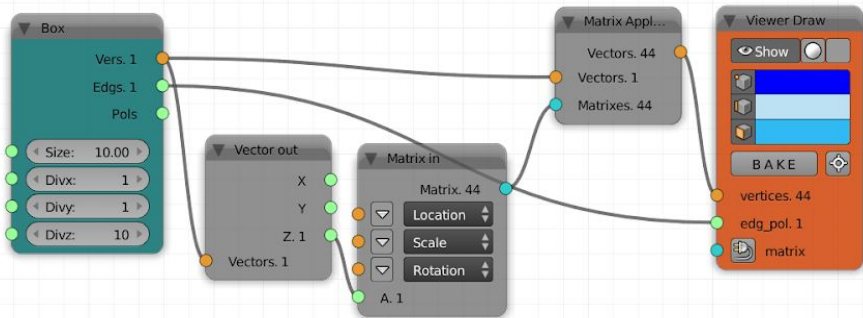 Box
Vers. 1
Edgs. 1
Pols
Size: 10.00
Divx: 1
Divy: 1
Divz: 10
Vector out
X
Y
Z. 1
Vectors. 1
Matrix in
Matrix. 44
Location
Scale
Rotation
A. 1
Matrix Appl...
Vectors. 44
Vectors. 1
Matrixes. 44
Viewer Draw
Show
BAKE
vertices. 44
edg_pol. 1
matrix